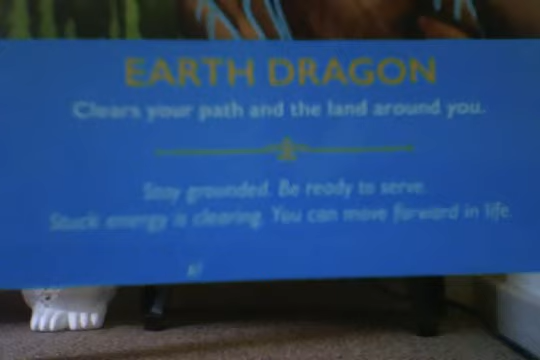 EARTH DRAGON
Clears your path and the land around you.
Stay grounded. Be ready to serve.
Stuck energy is clearing. You can move forward in life.